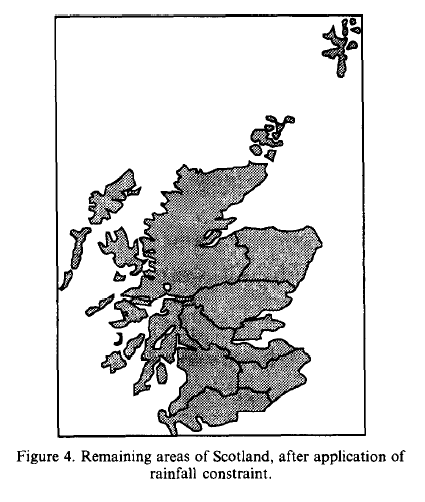 Figure 4. Remaining areas of Scotland, after application of
rainfall constraint.